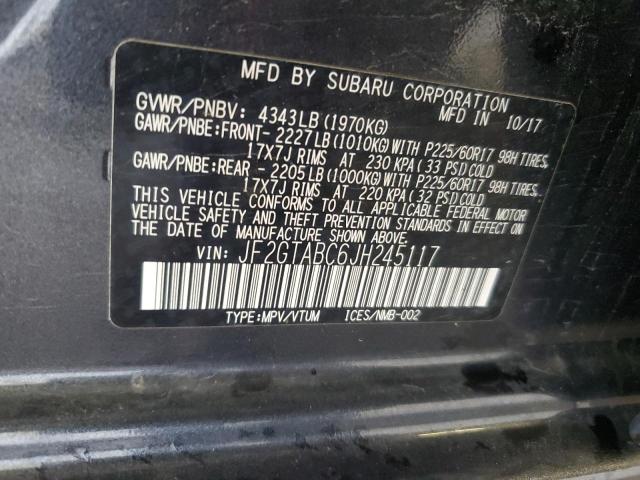 MFD BY SUBARU CORPORATION
MFD IN 10/17
GVWR/PNBV: 4343LB(1970KG)
GAWR/PNBE:FRONT- 2227LB(1010KG)WITH P225/60R17 98H TIRES,
17X7J RIMS AT 230 KPA(33 PSI)COLD
GAWR/PNBE:REAR - 2205LB(1000KG)WITH P225/60R17 98H TIRES,
17X7J RIMS AT 220 KPA(32 PSI)COLD
THIS VEHICLE CONFORMS TO ALL APPLICABLE FEDERAL MOTOR
VEHICLE SAFETY AND THEFT PREVENTION STANDARDS IN EFFECT ON
THE DATE OF MANUFACTURE SHOWN ABOVE.
VIN: JF2GTABC6JH245117
TYPE:MPV/VTUM ICES/NMB-002